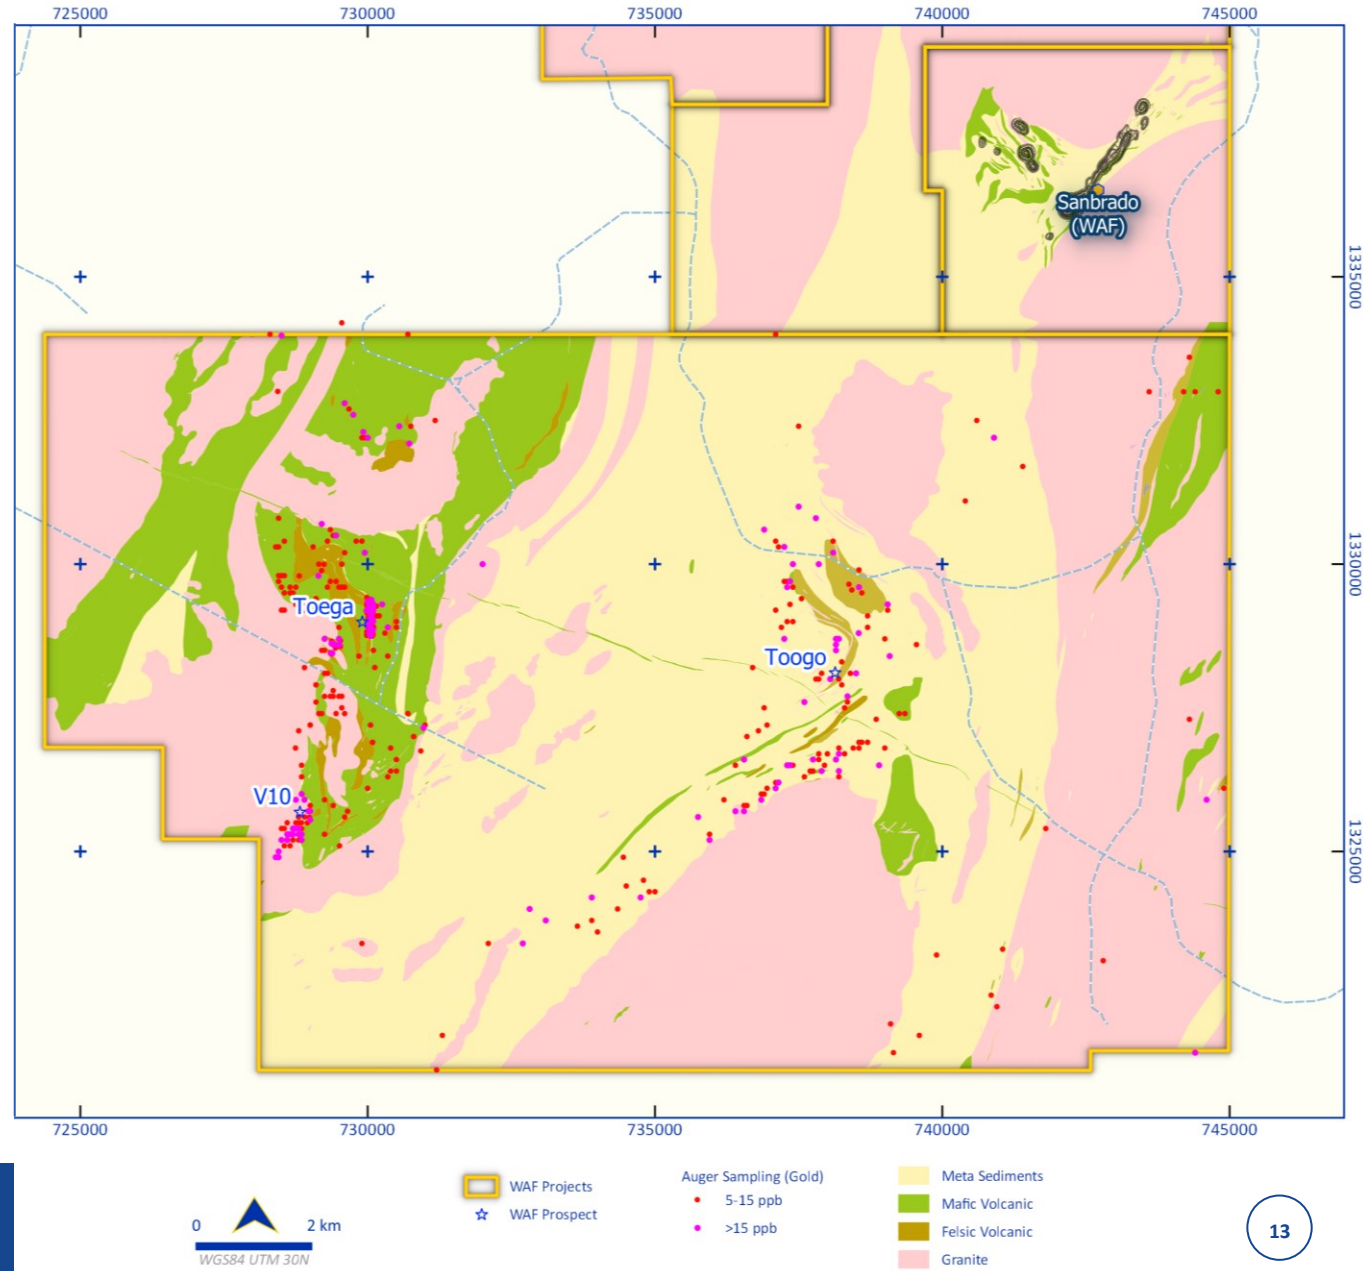 725000 730000 735000 740000 745000
Sanbrado
(WAF)
1335000
1330000
Toega
Toogo
V10
1325000
725000 730000 735000 740000 745000
0 2 km
WGS84 UTM 30N
WAF Projects
WAF Prospect
Auger Sampling (Gold)
5-15 ppb
>15 ppb
Meta Sediments
Mafic Volcanic
Felsic Volcanic
Granite
13